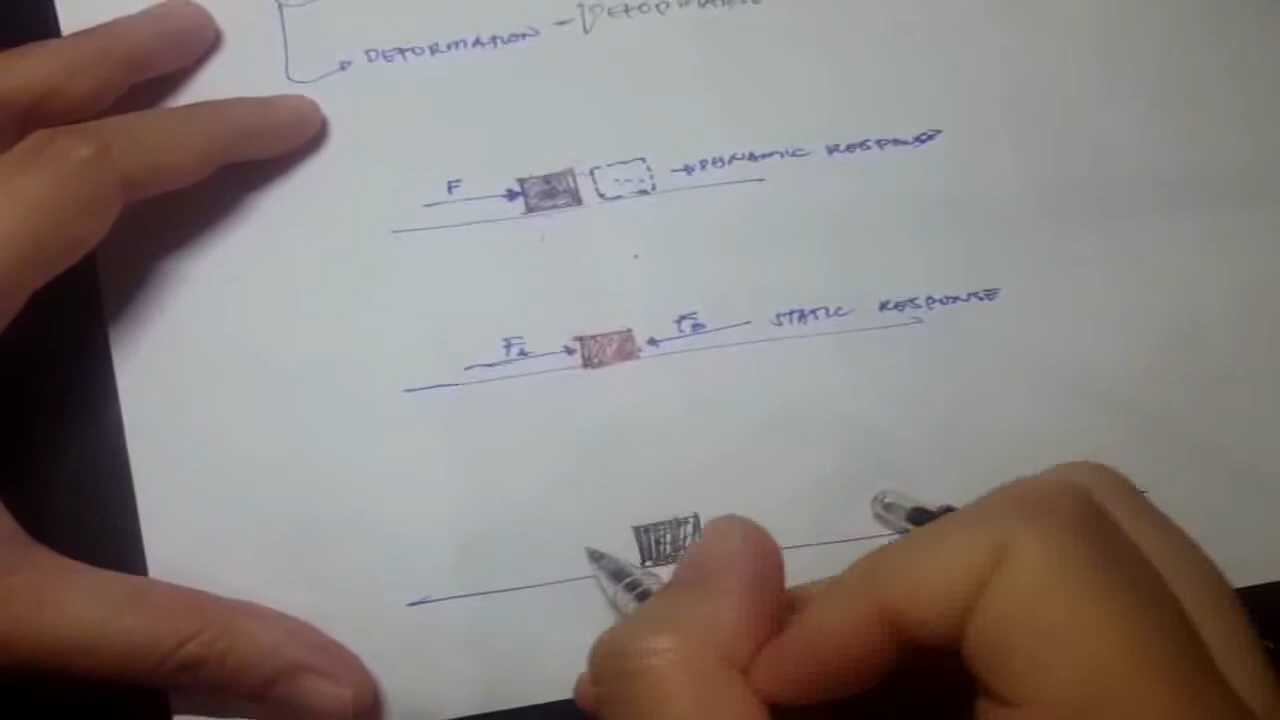 DEFORMATION -
F → DYNAMIC RESPONSE
STATIC RESPONSE